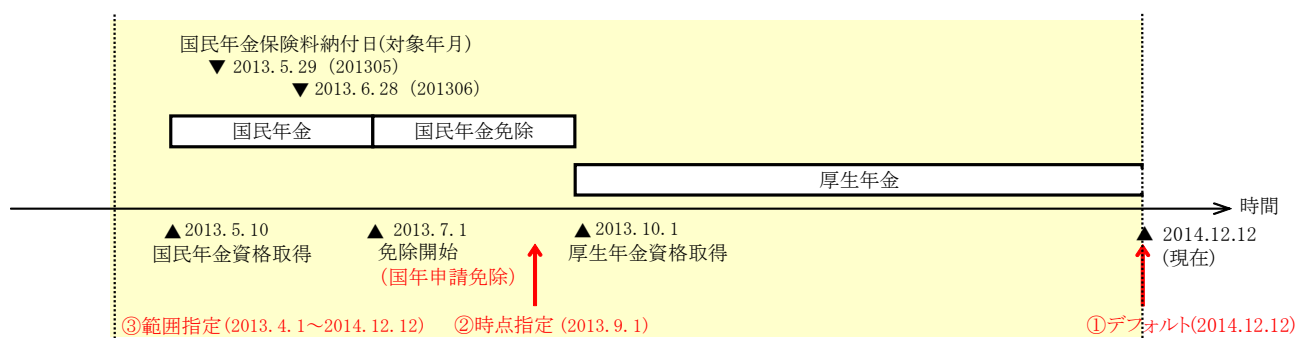 国民年金保険料納付日(対象年月)
▼ 2013.5.29 (201305)
▼ 2013.6.28 (201306)
国民年金
国民年金免除
厚生年金
時間
▲ 2013.5.10
国民年金資格取得
▲ 2013.7.1
免除開始
(国年申請免除)
▲ 2013.10.1
厚生年金資格取得
▲ 2014.12.12
(現在)
③範囲指定(2013.4.1～2014.12.12)
②時点指定 (2013.9.1)
①デフォルト(2014.12.12)